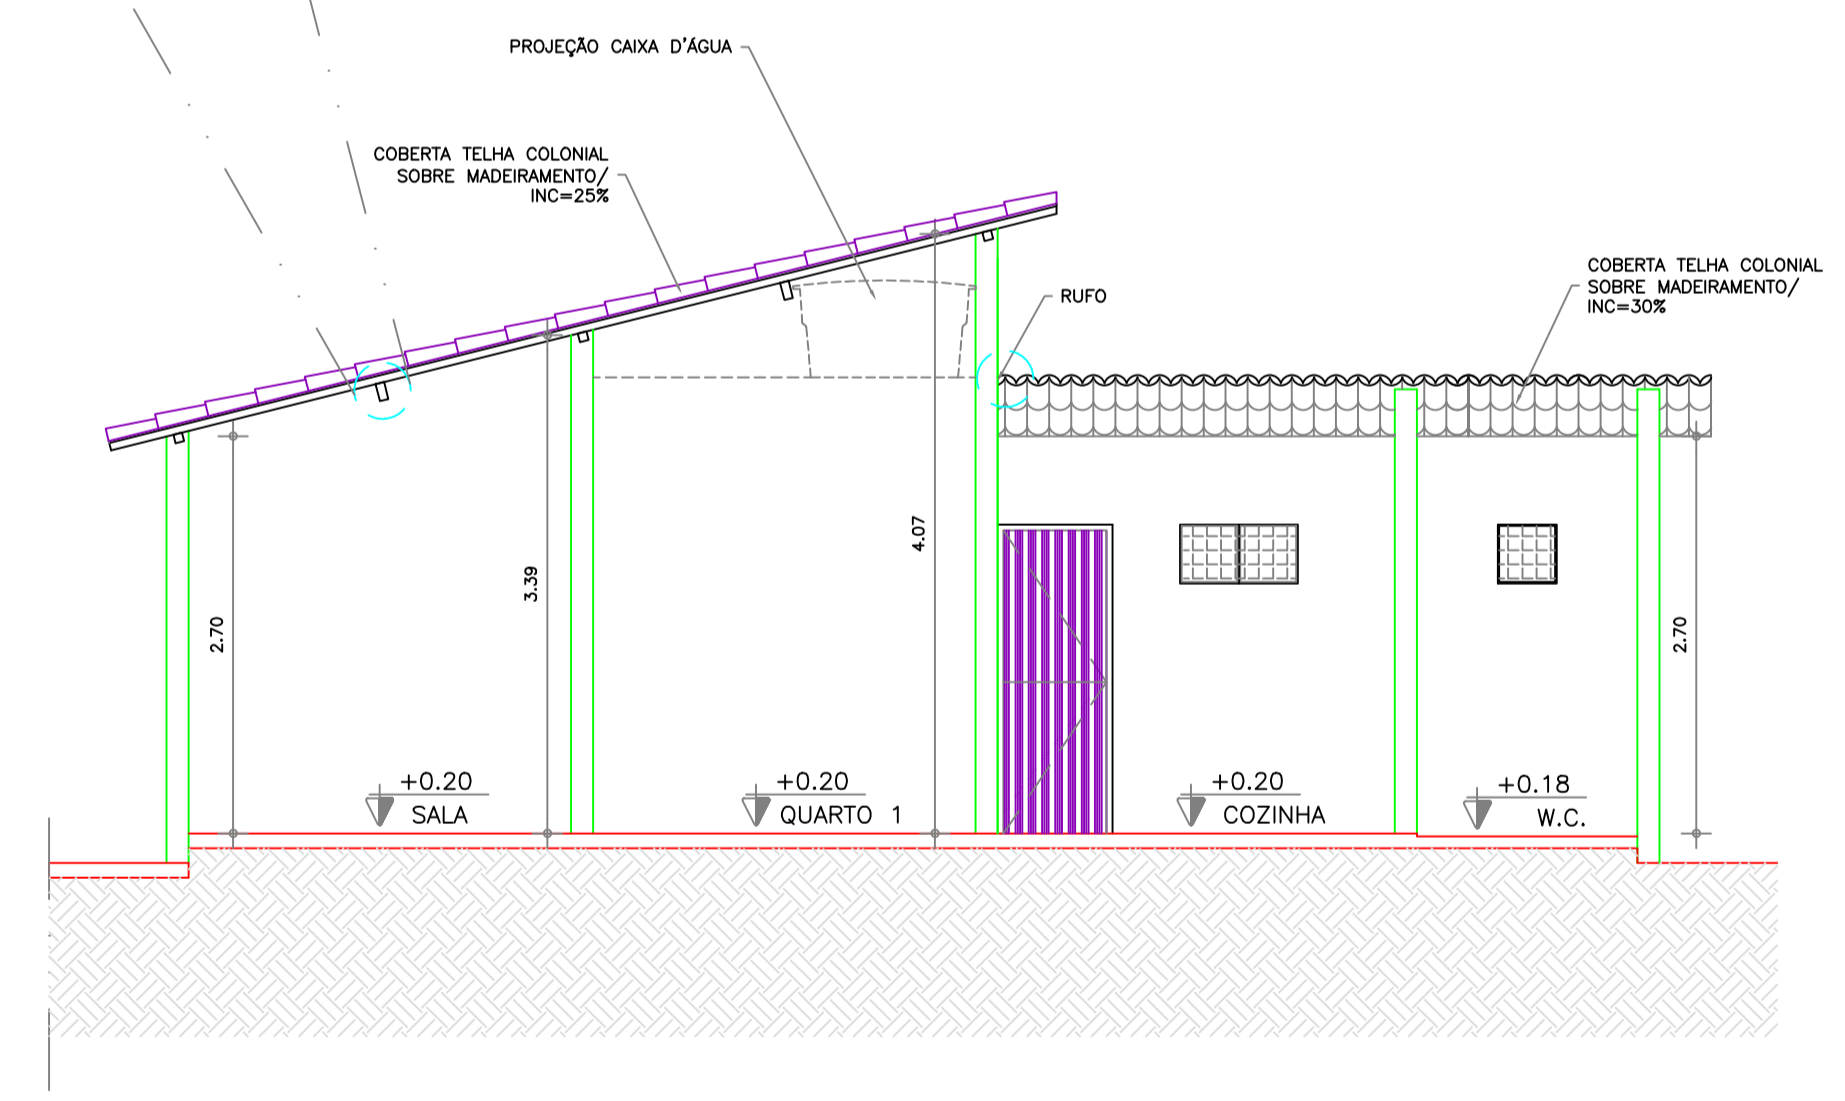 PROJEÇÃO CAIXA D'ÁGUA
COBERTA TELHA COLONIAL
SOBRE MADEIRAMENTO/
INC=25%
COBERTA TELHA COLONIAL
SOBRE MADEIRAMENTO/
INC=30%
RUFO
2.70
3.39
4.07
2.70
+0.20
SALA
+0.20
QUARTO 1
+0.20
COZINHA
+0.18
W.C.